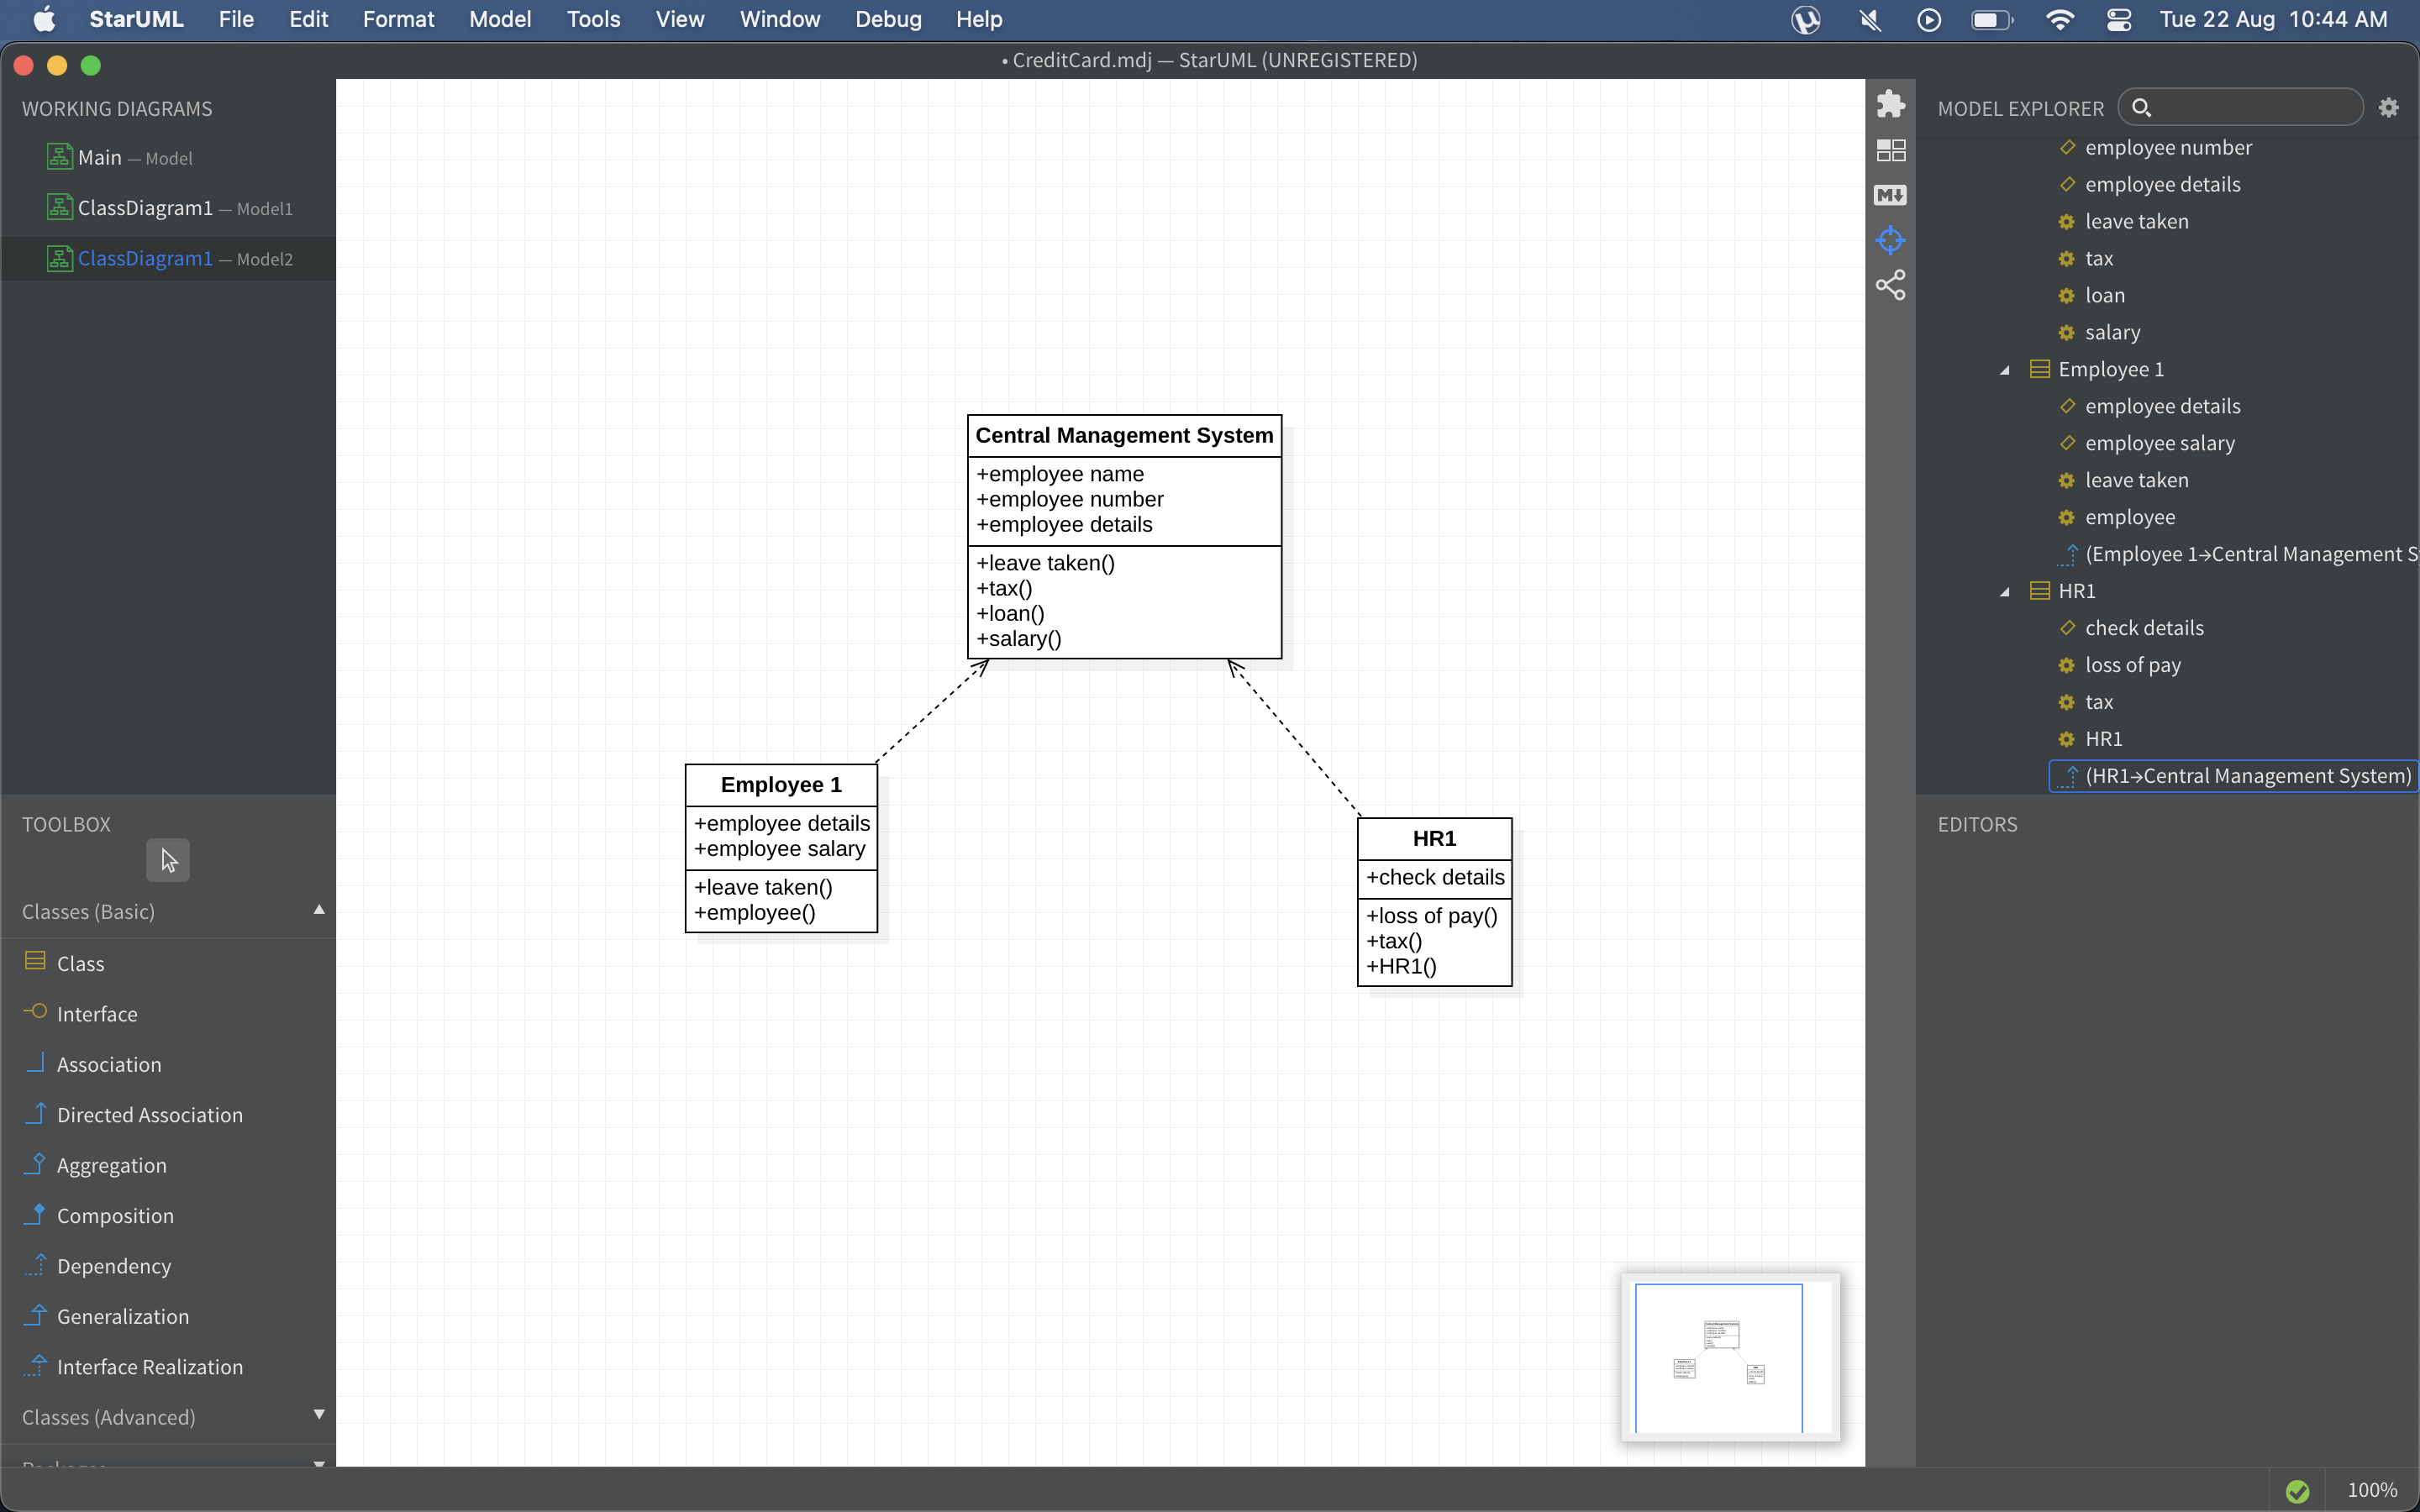 StarUML File Edit Format Model Tools View Window Debug Help Tue 22 Aug 10:44 AM
• CreditCard.mdj — StarUML (UNREGISTERED)
WORKING DIAGRAMS
Main — Model
ClassDiagram1 — Model1
ClassDiagram1 — Model2
TOOLBOX
Classes (Basic)
Class
Interface
Association
Directed Association
Aggregation
Composition
Dependency
Generalization
Interface Realization
Classes (Advanced)
Central Management System
+employee name
+employee number
+employee details
+leave taken()
+tax()
+loan()
+salary()
Employee 1
+employee details
+employee salary
+leave taken()
+employee()
HR1
+check details
+loss of pay()
+tax()
+HR1()
M
MODEL EXPLORER
employee number
employee details
leave taken
tax
loan
salary
Employee 1
employee details
employee salary
leave taken
employee
(Employee 1→Central Management S
HR1
check details
loss of pay
tax
HR1
(HR1→Central Management System)
EDITORS
100%